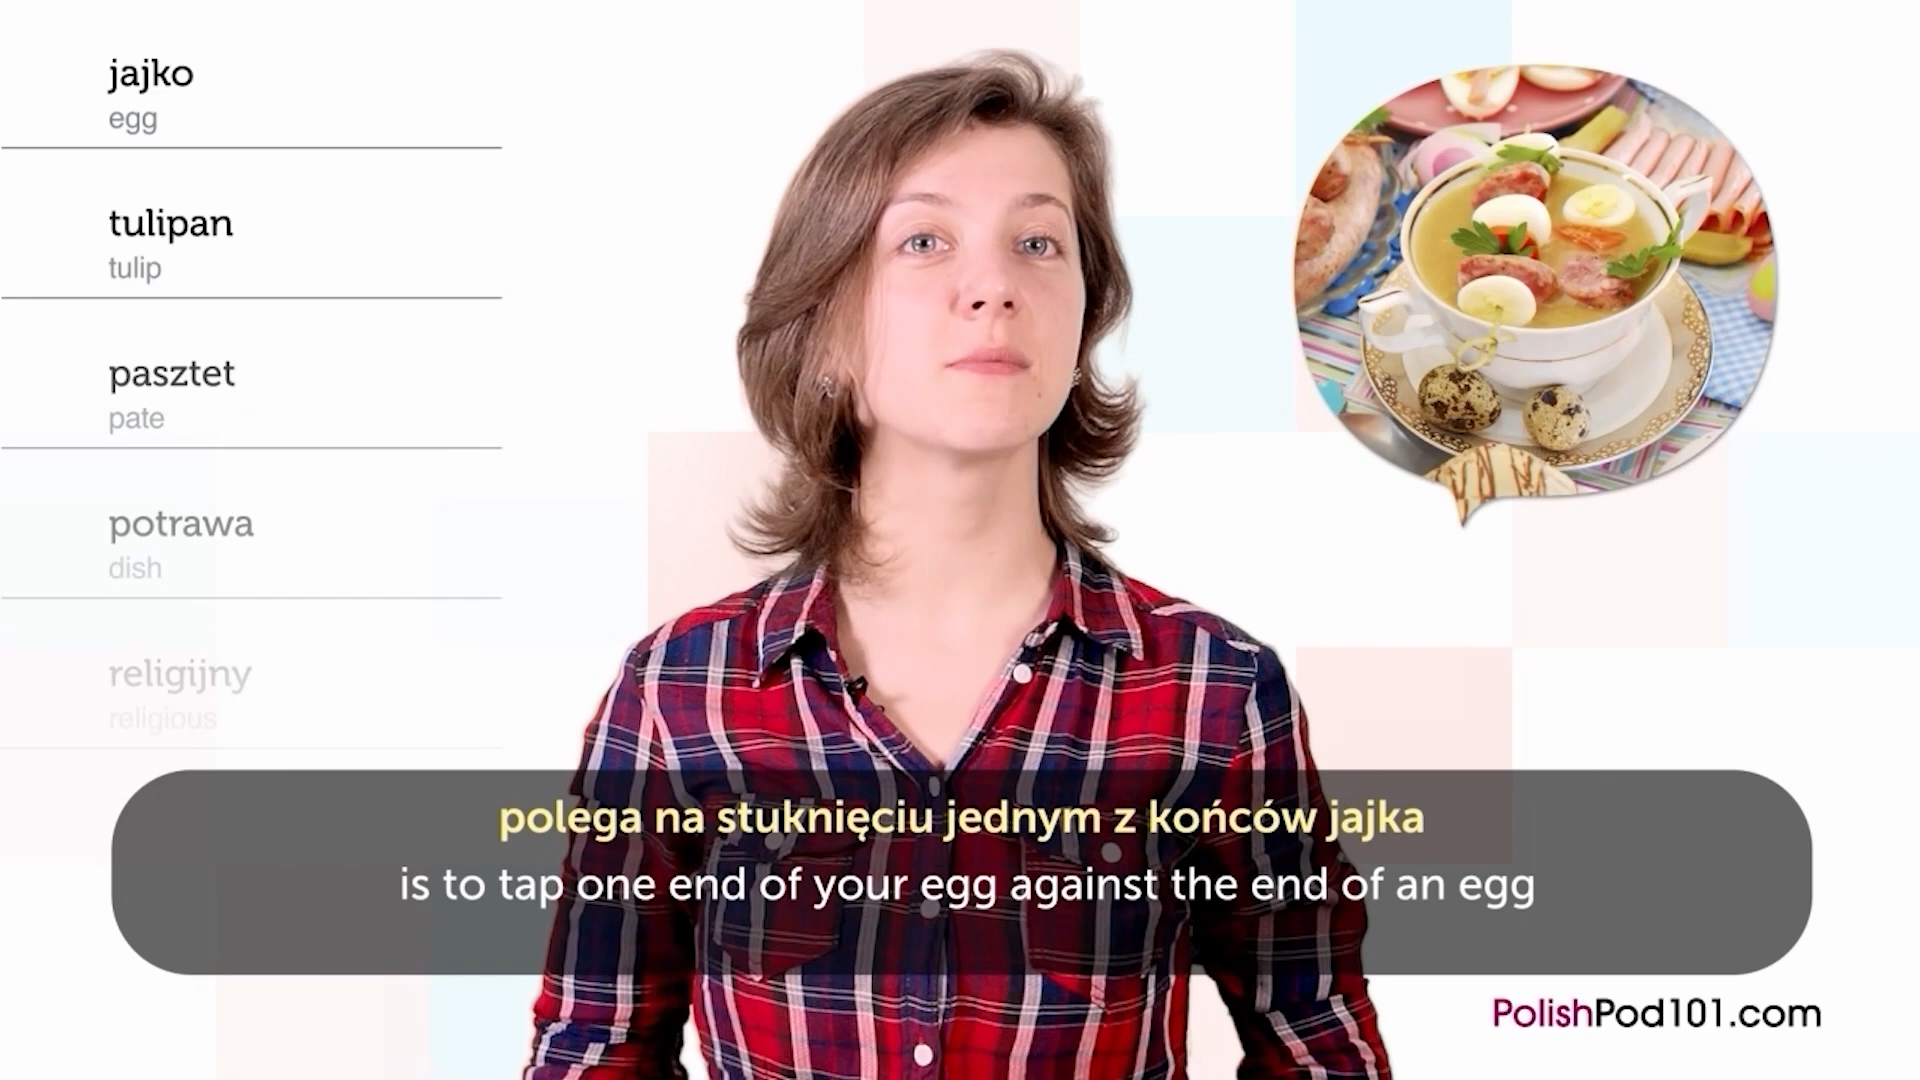 jajko
egg
tulipan
tulip
pasztet
pate
potrawa
dish
religijny
religious
polega na stuknięciu jednym z końców jajka
is to tap one end of your egg against the end of an egg
PolishPod101.com